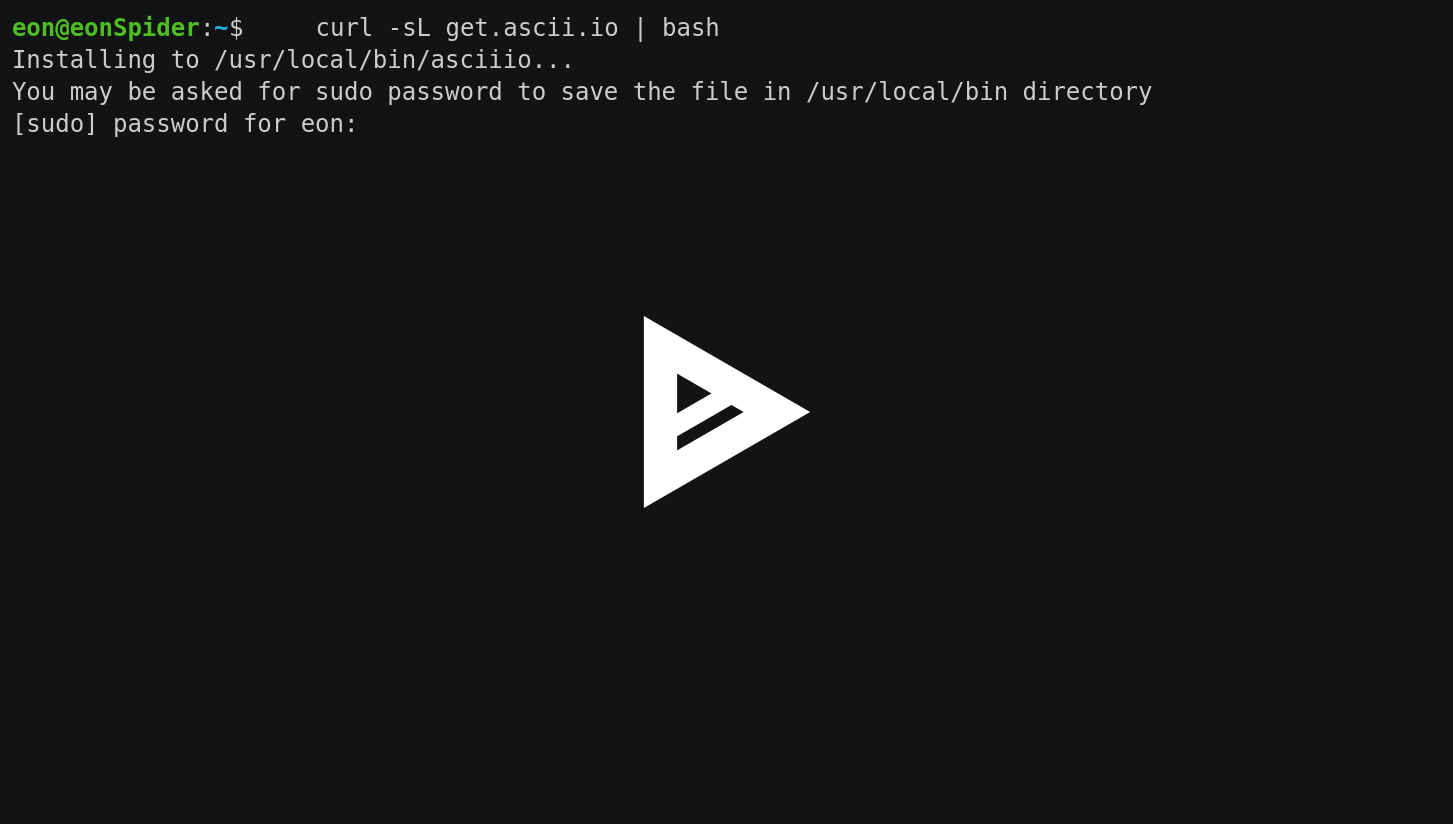 eon@eonSpider:~$     curl -sL get.ascii.io | bash
Installing to /usr/local/bin/asciiio...
You may be asked for sudo password to save the file in /usr/local/bin directory
[sudo] password for eon: